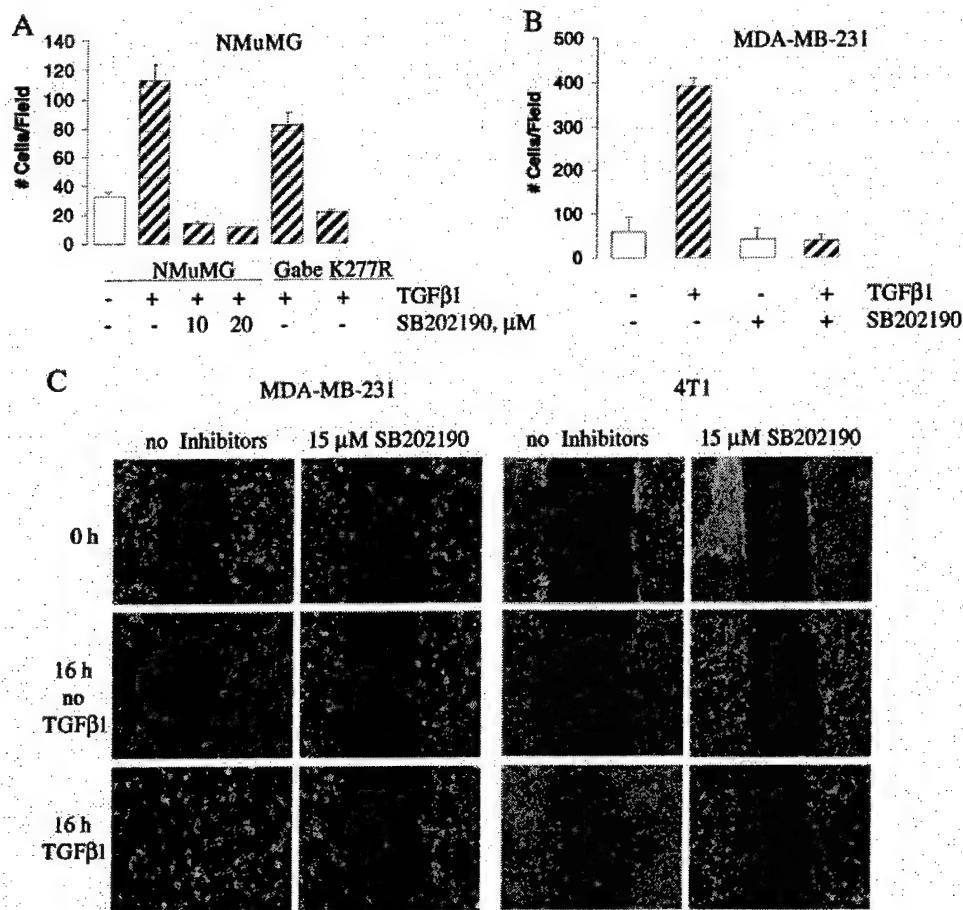 A
NMuMG
# Cells/Field
140
120
100
80
60
40
20
0
NMuMG Gabe K277R
- + + + + + TGFβ1
- - 10 20 - - SB202190, μM
B
MDA-MB-231
# Cells/Field
500
400
300
200
100
0
- + - + TGFβ1
- - + + SB202190
C
MDA-MB-231 4T1
no Inhibitors 15 μM SB202190 no Inhibitors 15 μM SB202190
0 h
16 h
no
TGFβ1
16 h
TGFβ1